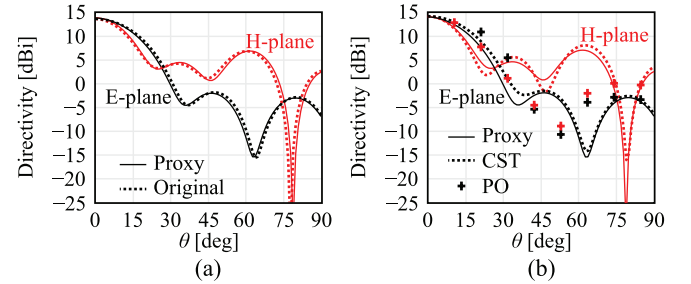 15
10
5
0
−5
−10
−15
−20
−25
Directivity [dBi]
H-plane
E-plane
Proxy
Original
0 15 30 45 60 75 90
θ [deg]
(a)
15
10
5
0
−5
−10
−15
−20
−25
Directivity [dBi]
H-plane
E-plane
Proxy
CST
PO
0 15 30 45 60 75 90
θ [deg]
(b)